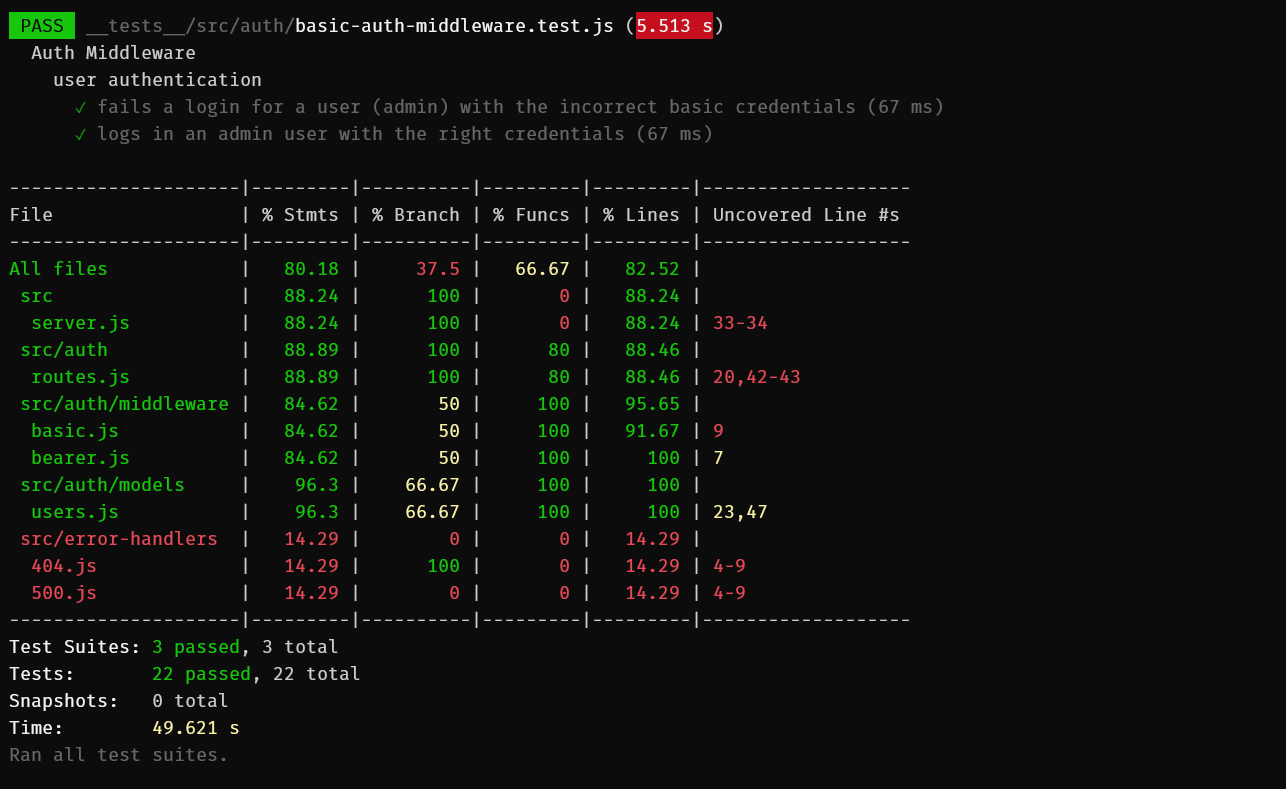 PASS __tests__/src/auth/basic-auth-middleware.test.js (5.513 s)
  Auth Middleware
    user authentication
      ✓ fails a login for a user (admin) with the incorrect basic credentials (67 ms)
      ✓ logs in an admin user with the right credentials (67 ms)

---------------------|---------|----------|---------|---------|-------------------
File                 | % Stmts | % Branch | % Funcs | % Lines | Uncovered Line #s
---------------------|---------|----------|---------|---------|-------------------
All files            |   80.18 |     37.5 |   66.67 |   82.52 |
 src                 |   88.24 |      100 |       0 |   88.24 |
  server.js          |   88.24 |      100 |       0 |   88.24 | 33-34
 src/auth            |   88.89 |      100 |      80 |   88.46 |
  routes.js          |   88.89 |      100 |      80 |   88.46 | 20,42-43
 src/auth/middleware |   84.62 |       50 |     100 |   95.65 |
  basic.js           |   84.62 |       50 |     100 |   91.67 | 9
  bearer.js          |   84.62 |       50 |     100 |     100 | 7
 src/auth/models     |    96.3 |    66.67 |     100 |     100 |
  users.js           |    96.3 |    66.67 |     100 |     100 | 23,47
 src/error-handlers  |   14.29 |        0 |       0 |   14.29 |
  404.js             |   14.29 |      100 |       0 |   14.29 | 4-9
  500.js             |   14.29 |        0 |       0 |   14.29 | 4-9
---------------------|---------|----------|---------|---------|-------------------
Test Suites: 3 passed, 3 total
Tests:       22 passed, 22 total
Snapshots:   0 total
Time:        49.621 s
Ran all test suites.